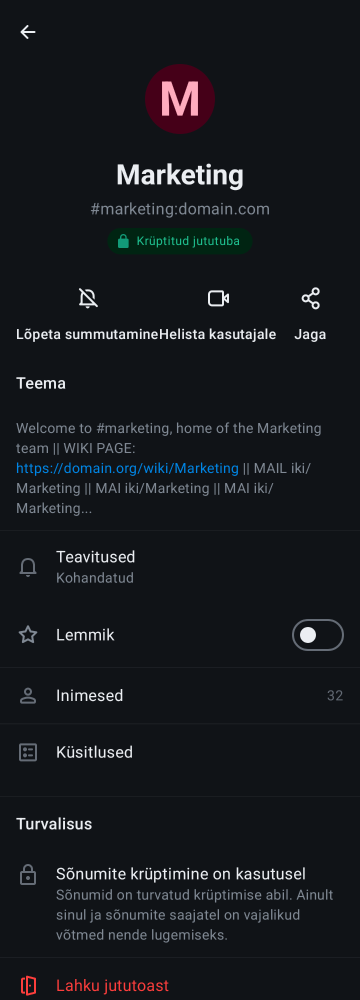 M
Marketing
#marketing:domain.com
Krüptitud jututuba
Lõpeta summutamine Helista kasutajale Jaga
Teema
Welcome to #marketing, home of the Marketing
team || WIKI PAGE:
https://domain.org/wiki/Marketing || MAIL iki/
Marketing || MAI iki/Marketing || MAI iki/
Marketing...
Teavitused
Kohandatud
Lemmik
Inimesed 32
Küsitlused
Turvalisus
Sõnumite krüptimine on kasutusel
Sõnumid on turvatud krüptimise abil. Ainult
sinul ja sõnumite saajatel on vajalikud
võtmed nende lugemiseks.
Lahku jututoast